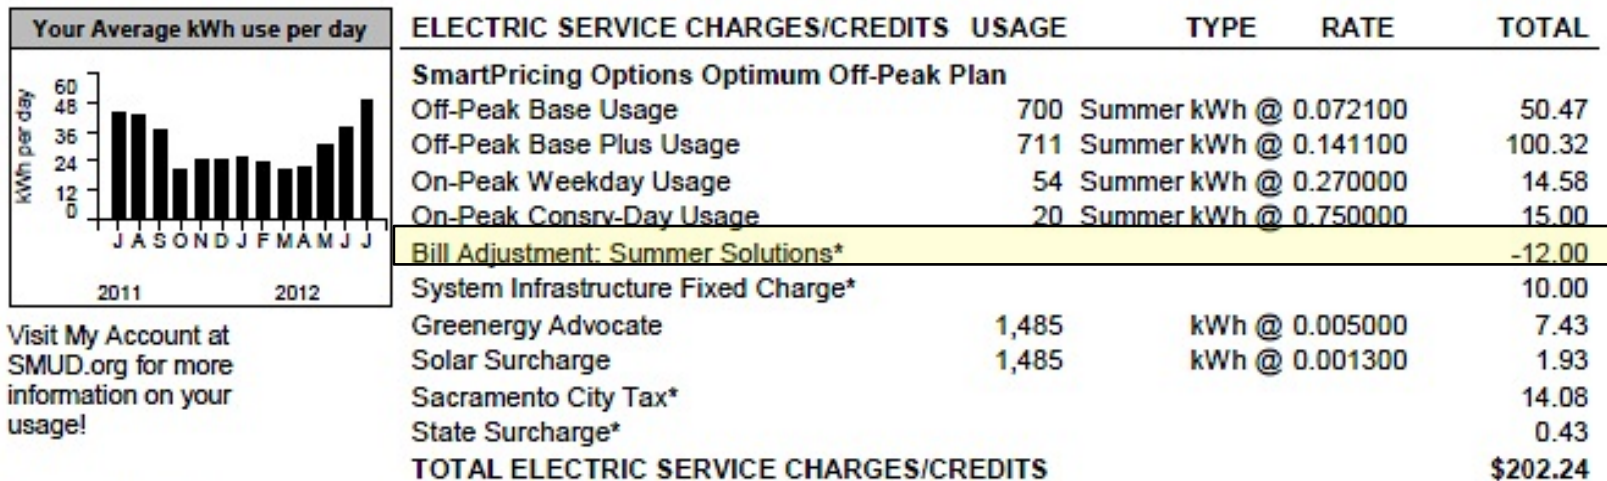 Your Average kWh use per day
kWh per day
60
48
36
24
12
0
J A S O N D J F M A M J J
2011 2012
Visit My Account at
SMUD.org for more
information on your
usage!
ELECTRIC SERVICE CHARGES/CREDITS USAGE TYPE RATE TOTAL
SmartPricing Options Optimum Off-Peak Plan
Off-Peak Base Usage 700 Summer kWh @ 0.072100 50.47
Off-Peak Base Plus Usage 711 Summer kWh @ 0.141100 100.32
On-Peak Weekday Usage 54 Summer kWh @ 0.270000 14.58
On-Peak Consrv-Day Usage 20 Summer kWh @ 0.750000 15.00
Bill Adjustment: Summer Solutions* -12.00
System Infrastructure Fixed Charge* 10.00
Greenergy Advocate 1,485 kWh @ 0.005000 7.43
Solar Surcharge 1,485 kWh @ 0.001300 1.93
Sacramento City Tax* 14.08
State Surcharge* 0.43
TOTAL ELECTRIC SERVICE CHARGES/CREDITS $202.24